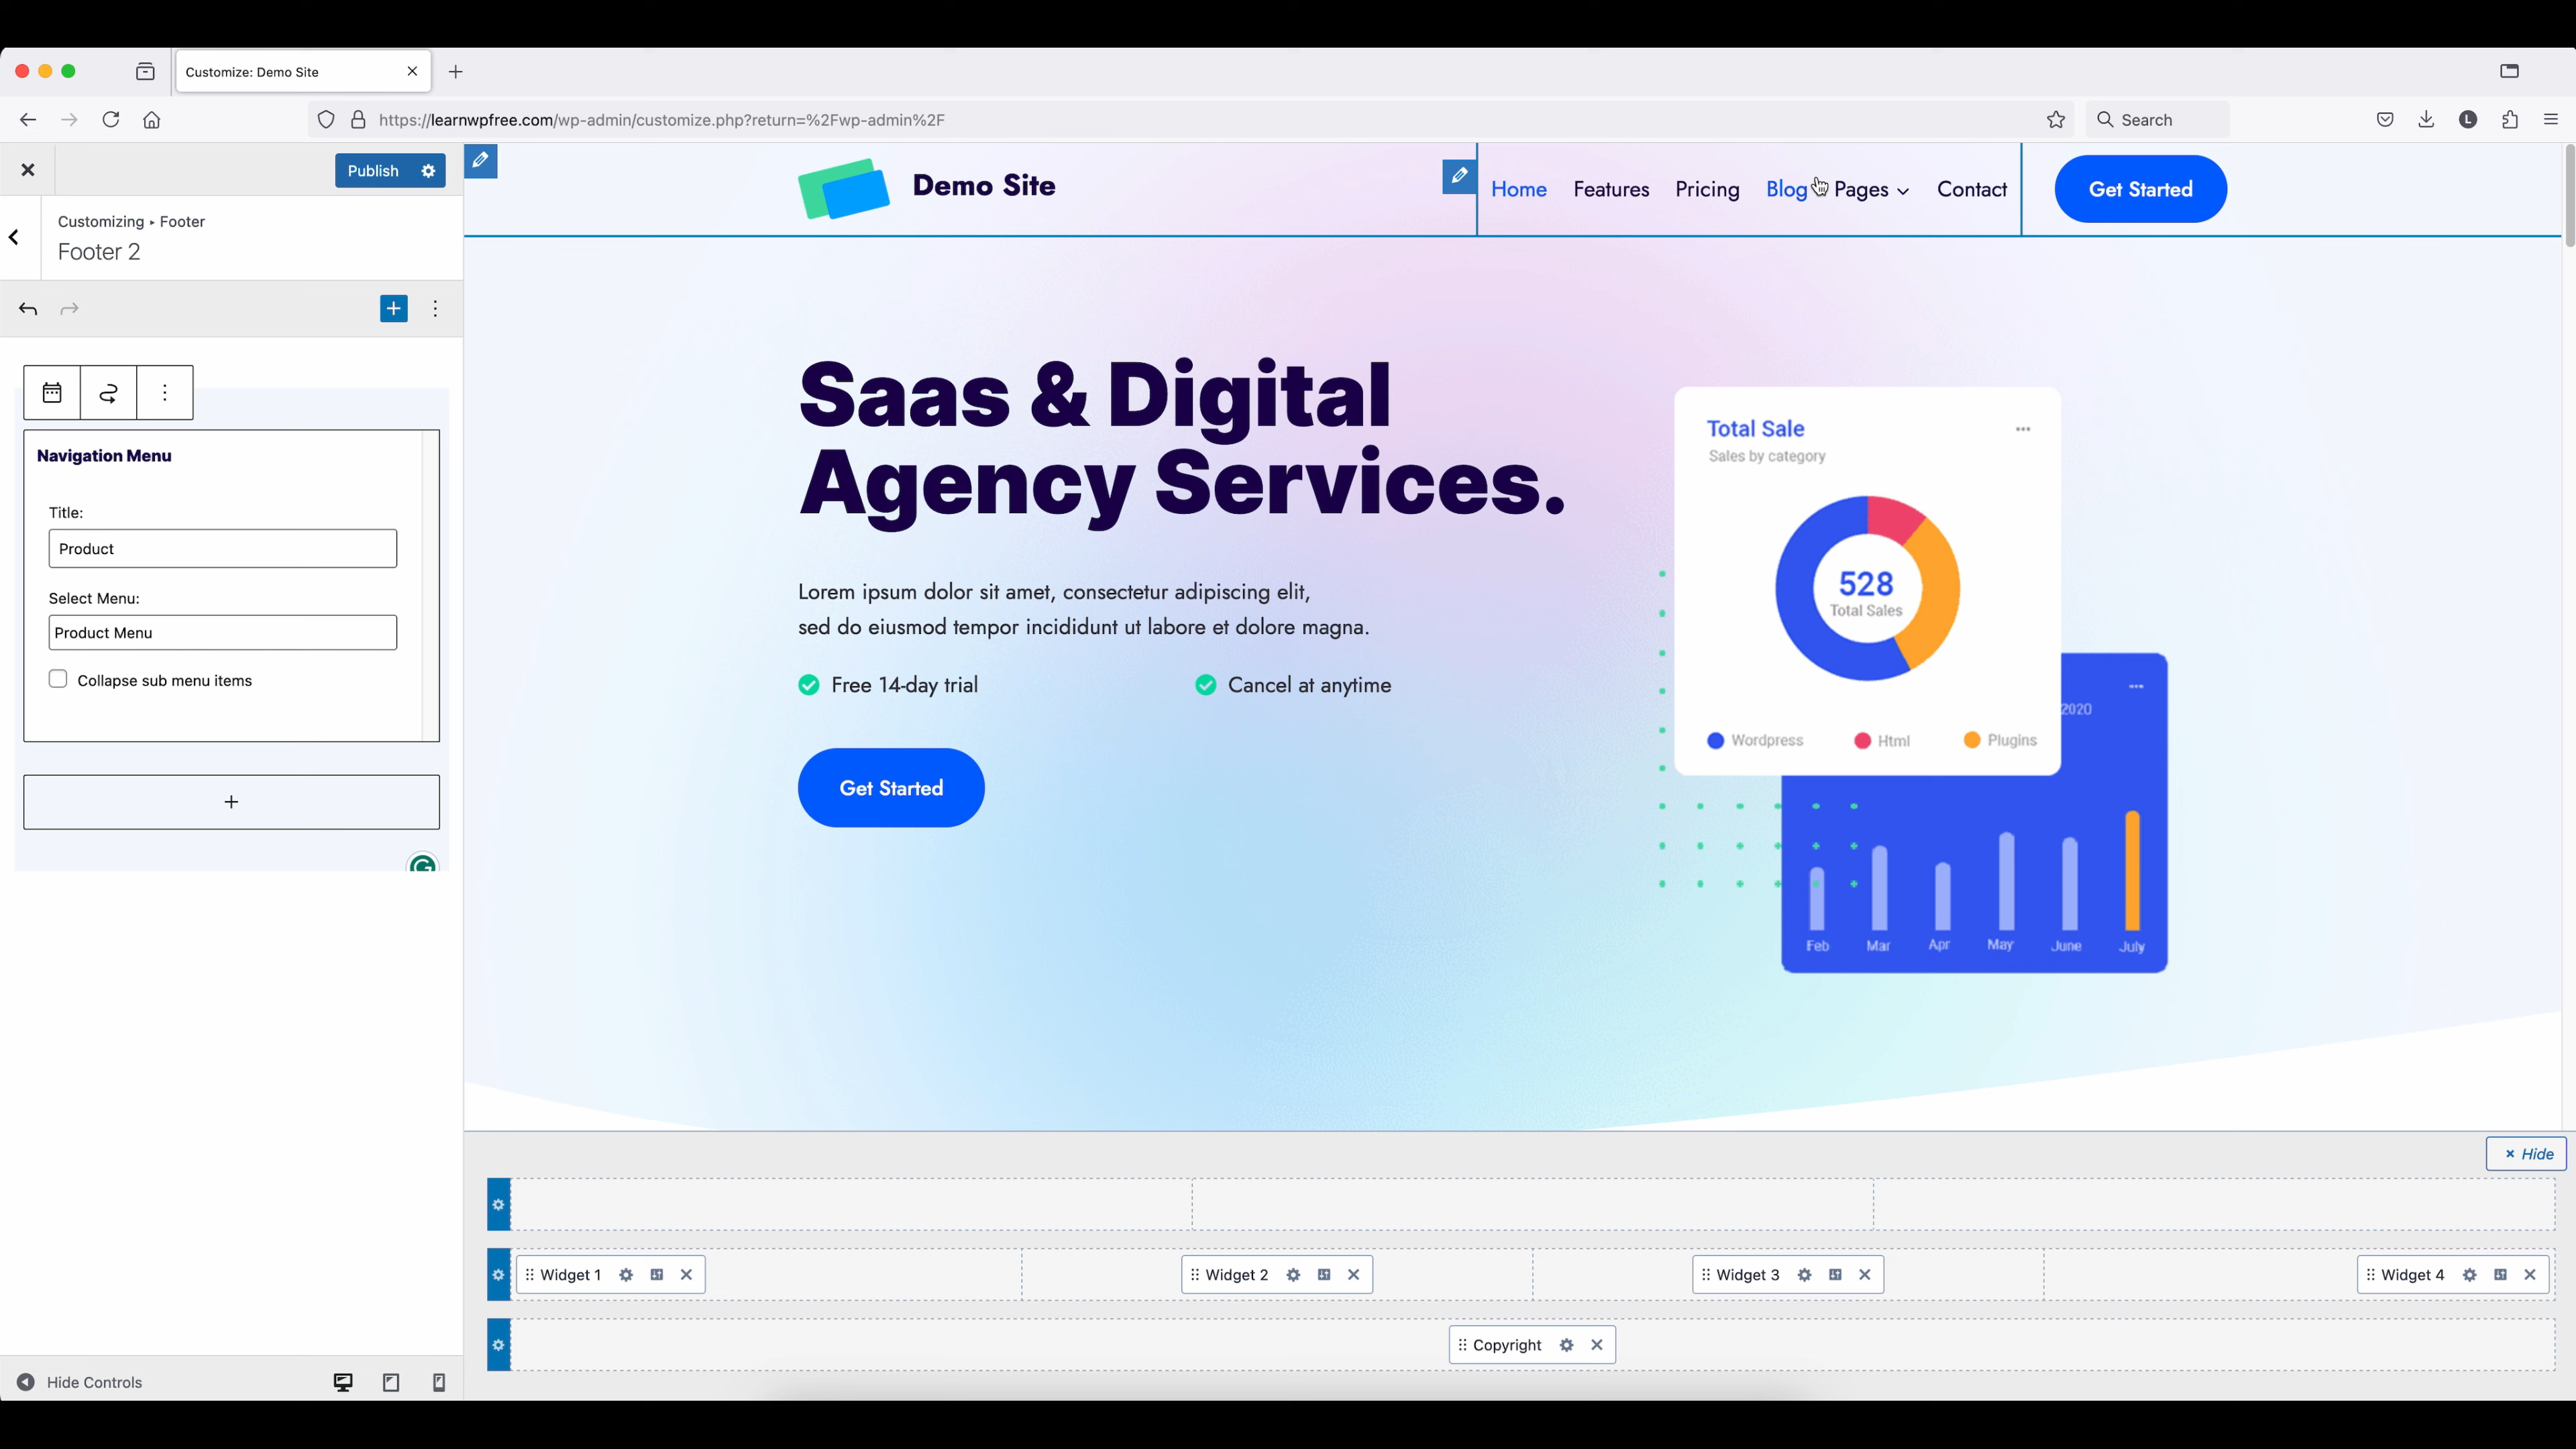 Customize: Demo Site
https://learnwpfree.com/wp-admin/customize.php?return=%2Fwp-admin%2F
Search
L
Publish
Customizing ▸ Footer
Footer 2
Navigation Menu
Title:
Product
Select Menu:
Product Menu
Collapse sub menu items
Hide Controls
Demo Site
Home Features Pricing Blog Pages Contact
Get Started
Saas & Digital
Agency Services.
Lorem ipsum dolor sit amet, consectetur adipiscing elit,
sed do eiusmod tempor incididunt ut labore et dolore magna.
Free 14-day trial Cancel at anytime
Get Started
Total Sale
Sales by category
528
Total Sales
Wordpress Html Plugins
2020
Feb Mar Apr May June July
Hide
Widget 1 Widget 2 Widget 3 Widget 4
Copyright